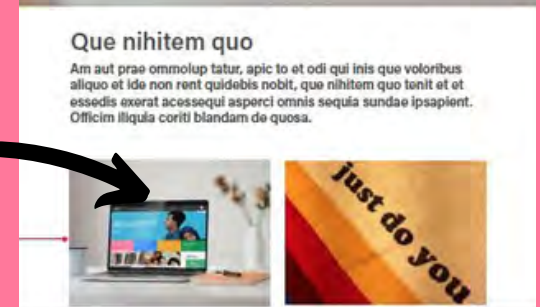 Que nihitem quo
Am aut prae ommolup tatur, apic to et odi qui inis que voloribus
aliquo et ide non rent quidebis nobit, que nihitem quo tenit et et
essedis exerat acessequi asperci omnis sequia sundae ipsapient.
Officim iliquia coriti blandam de quosa.
just do you